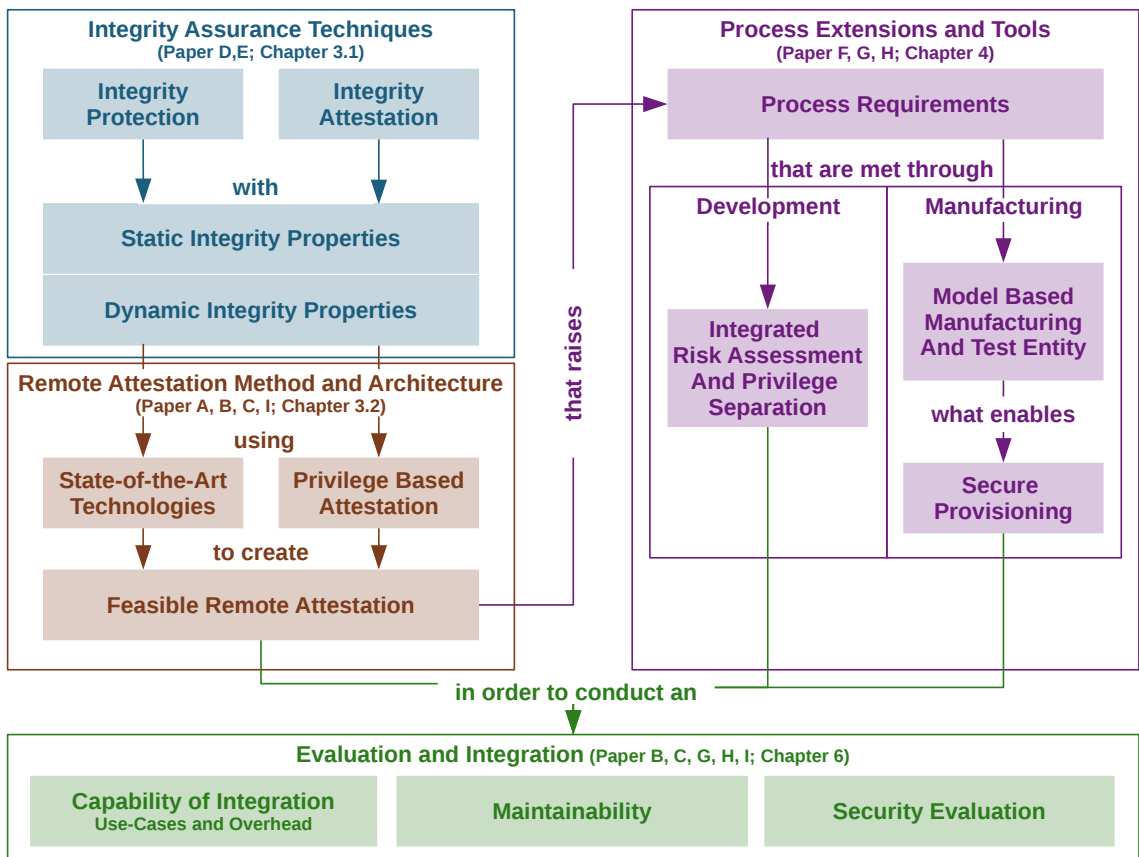 Integrity Assurance Techniques
(Paper D,E; Chapter 3.1)
Integrity
Protection
Integrity
Attestation
with
Static Integrity Properties
Dynamic Integrity Properties
Remote Attestation Method and Architecture
(Paper A, B, C, I; Chapter 3.2)
using
State-of-the-Art
Technologies
Privilege Based
Attestation
to create
Feasible Remote Attestation
that raises
Process Extensions and Tools
(Paper F, G, H; Chapter 4)
Process Requirements
that are met through
Development
Integrated
Risk Assessment
And Privilege
Separation
Manufacturing
Model Based
Manufacturing
And Test Entity
what enables
Secure
Provisioning
in order to conduct an
Evaluation and Integration (Paper B, C, G, H, I; Chapter 6)
Capability of Integration
Use-Cases and Overhead
Maintainability
Security Evaluation